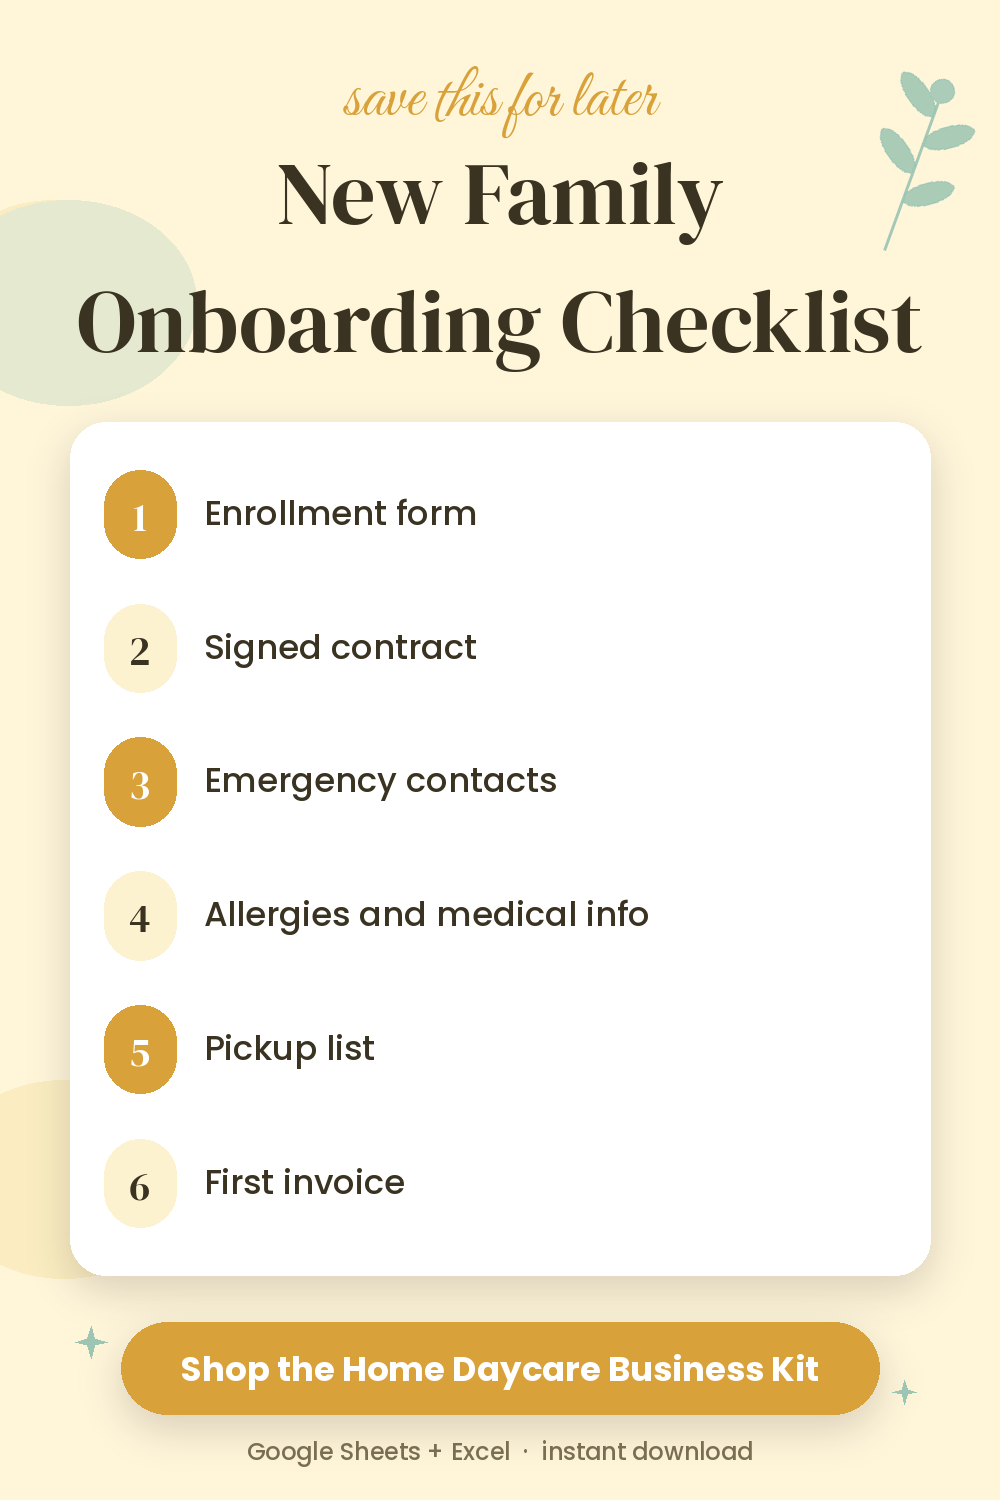 save this for later
New Family
Onboarding Checklist
1 Enrollment form
2 Signed contract
3 Emergency contacts
4 Allergies and medical info
5 Pickup list
6 First invoice
Shop the Home Daycare Business Kit
Google Sheets + Excel · instant download